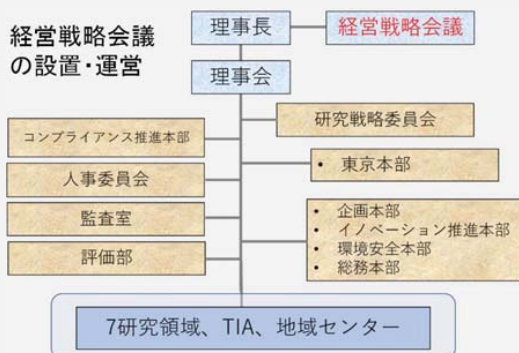 経営戦略会議
の設置・運営
理事長
経営戦略会議
理事会
コンプライアンス推進本部
人事委員会
監査室
評価部
研究戦略委員会
• 東京本部
• 企画本部
• イノベーション推進本部
• 環境安全本部
• 総務本部
7研究領域、TIA、地域センター